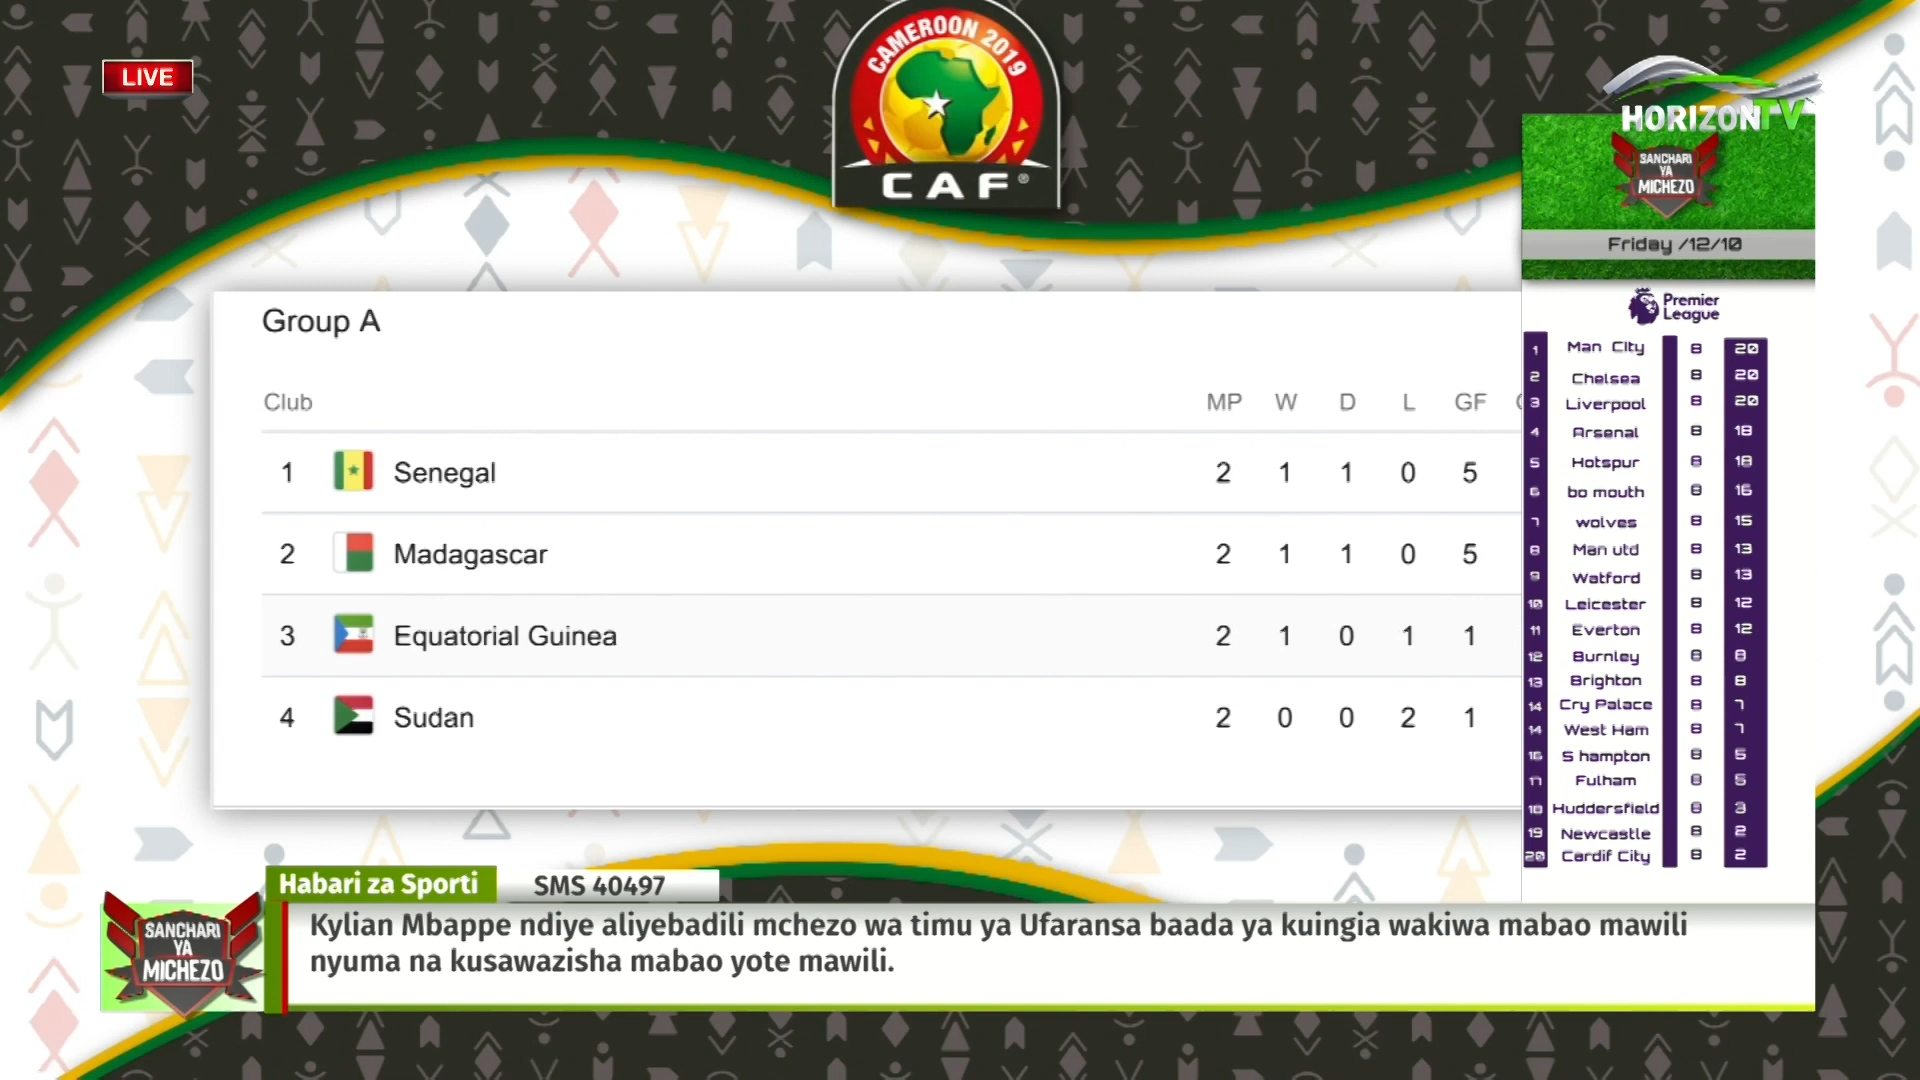 LIVE
CAMEROON 2019
CAF®
HORIZON TV
SANCHARI
YA
MICHEZO
Friday /12/10
Group A
Club MP W D L GF
1 Senegal 2 1 1 0 5
2 Madagascar 2 1 1 0 5
3 Equatorial Guinea 2 1 0 1 1
4 Sudan 2 0 0 2 1
Premier
League
1 Man City 8 20
2 Chelsea 8 20
3 Liverpool 8 20
4 Arsenal 8 18
5 Hotspur 8 18
6 bo mouth 8 16
7 wolves 8 15
8 Man utd 8 13
9 Watford 8 13
10 Leicester 8 12
11 Everton 8 12
12 Burnley 8 8
13 Brighton 8 8
14 Cry Palace 8 7
14 West Ham 8 7
16 S hampton 8 5
17 Fulham 8 5
18 Huddersfield 8 3
19 Newcastle 8 2
20 Cardif City 8 2
Habari za Sporti SMS 40497
SANCHARI
YA
MICHEZO
Kylian Mbappe ndiye aliyebadili mchezo wa timu ya Ufaransa baada ya kuingia wakiwa mabao mawili
nyuma na kusawazisha mabao yote mawili.